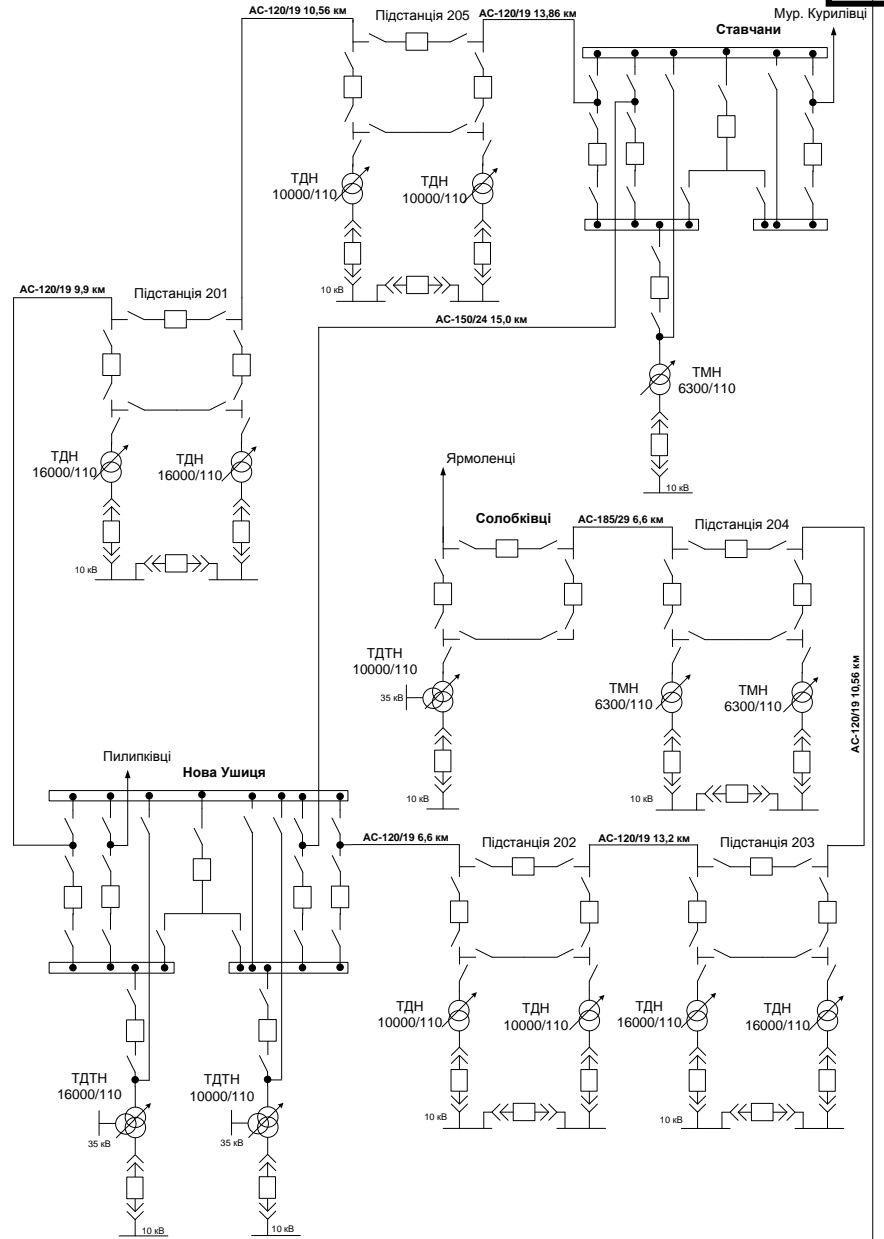 АС-120/19 10,56 км
Підстанція 205
АС-120/19 13,86 км
Мур. Курилівці
Ставчани
ТДН
10000/110
ТДН
10000/110
10 кВ
АС-120/19 9,9 км
Підстанція 201
АС-150/24 15,0 км
ТМН
6300/110
ТДН
16000/110
ТДН
16000/110
10 кВ
10 кВ
Ярмоленці
Солобківці
АС-185/29 6,6 км
Підстанція 204
ТДТН
10000/110
35 кВ
ТМН
6300/110
ТМН
6300/110
АС-120/19 10,56 км
10 кВ
10 кВ
Пилипківці
Нова Ушиця
АС-120/19 6,6 км
Підстанція 202
АС-120/19 13,2 км
Підстанція 203
ТДН
10000/110
ТДН
10000/110
ТДН
16000/110
ТДН
16000/110
ТДТН
16000/110
ТДТН
10000/110
35 кВ
35 кВ
10 кВ
10 кВ
10 кВ
10 кВ